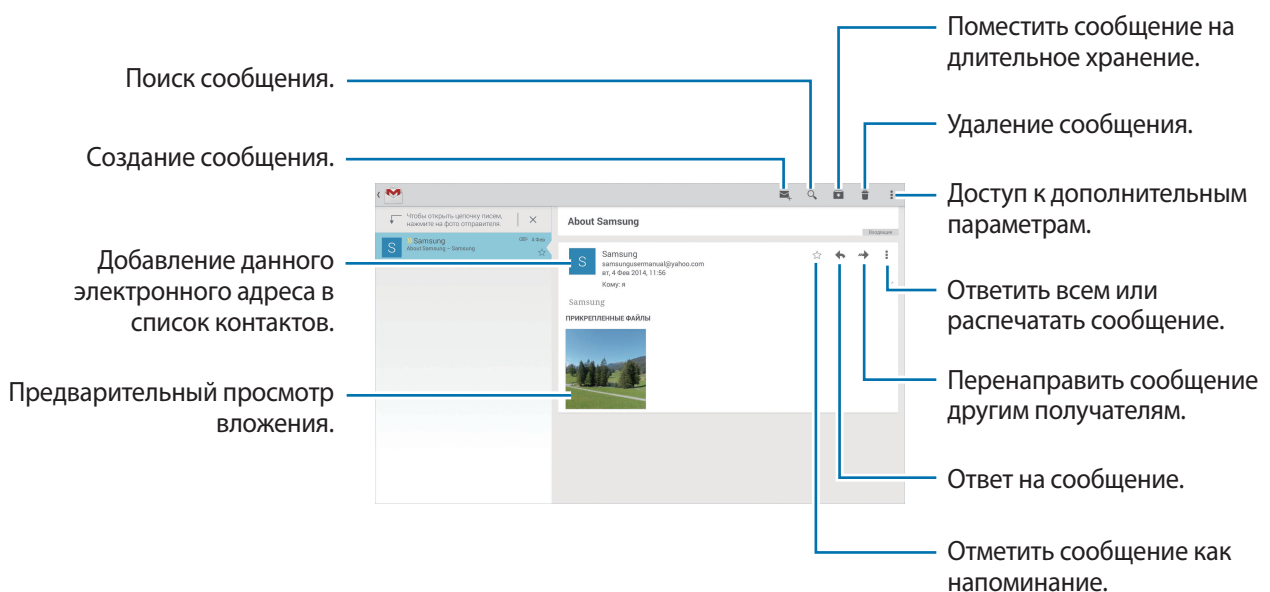 Поиск сообщения.
Создание сообщения.
Добавление данного
электронного адреса в
список контактов.
Предварительный просмотр
вложения.
Чтобы открыть цепочку писем,
нажмите на фото отправителя.
S
Samsung
4 Фев
About Samsung – Samsung
About Samsung
Входящие
S
Samsung
samsungusermanual@yahoo.com
вт, 4 Фев 2014, 11:56
Кому: я
Samsung
ПРИКРЕПЛЕННЫЕ ФАЙЛЫ
Поместить сообщение на
длительное хранение.
Удаление сообщения.
Доступ к дополнительным
параметрам.
Ответить всем или
распечатать сообщение.
Перенаправить сообщение
другим получателям.
Ответ на сообщение.
Отметить сообщение как
напоминание.